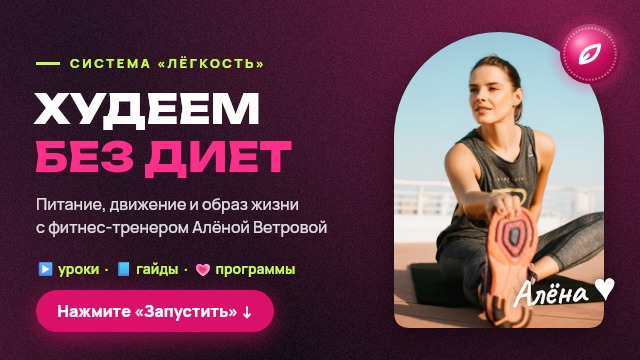 СИСТЕМА «ЛЁГКОСТЬ»
ХУДЕЕМ
БЕЗ ДИЕТ
Питание, движение и образ жизни
с фитнес-тренером Алёной Ветровой
уроки · гайды · программы
Нажмите «Запустить» ↓
Алёна